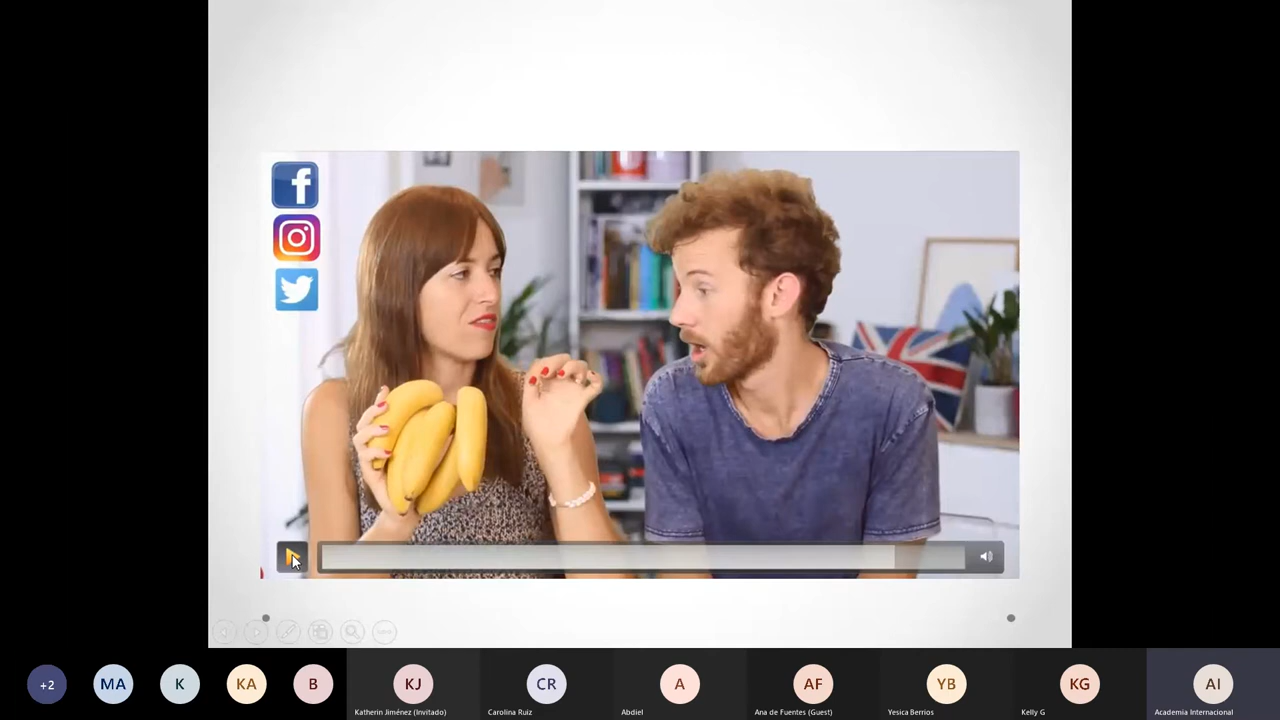 +2
MA
K
KA
B
KJ
CR
A
AF
YB
KG
AI
Katherin Jiménez (Invitado)
Carolina Ruiz
Abdiel
Ana de Fuentes (Guest)
Yesica Berrios
Kelly G
Academia Internacional